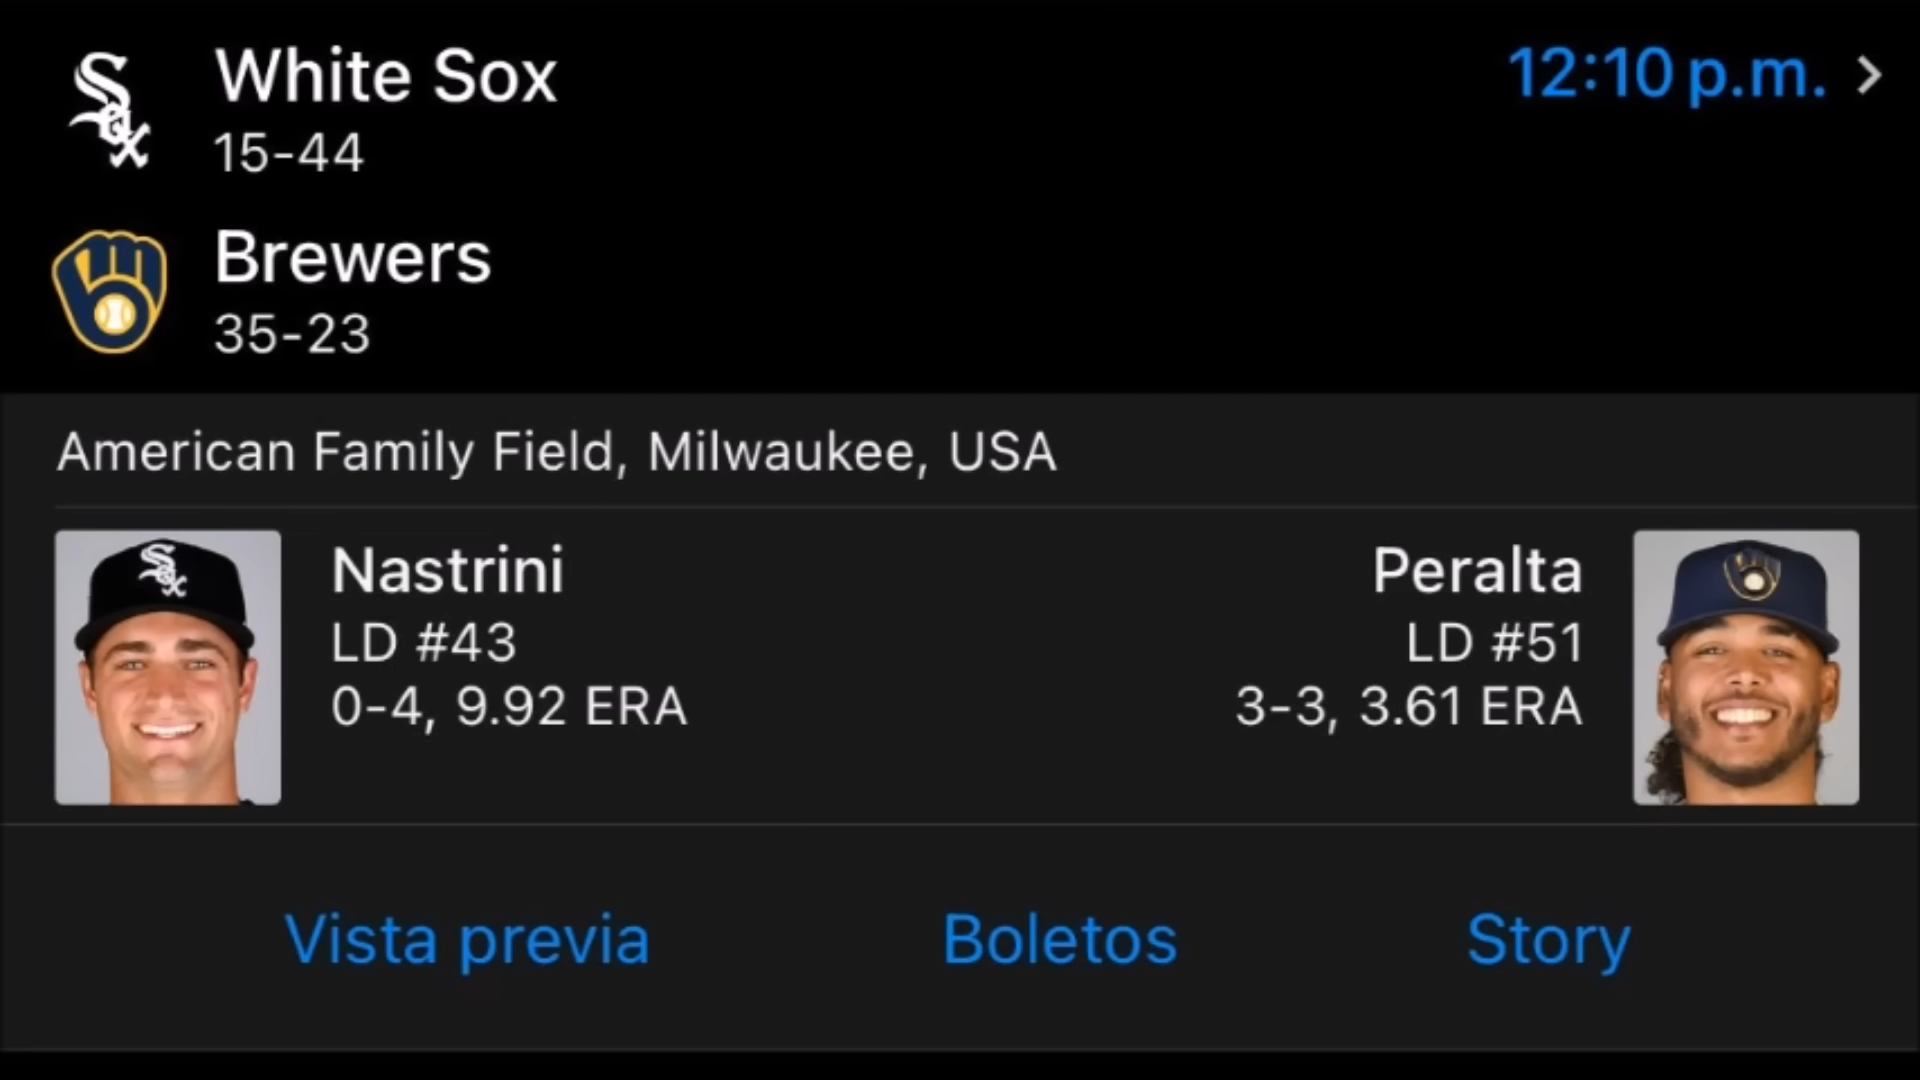 White Sox
12:10 p.m.
15-44
Brewers
35-23
American Family Field, Milwaukee, USA
Nastrini
LD #43
0-4, 9.92 ERA
Peralta
LD #51
3-3, 3.61 ERA
Vista previa
Boletos
Story